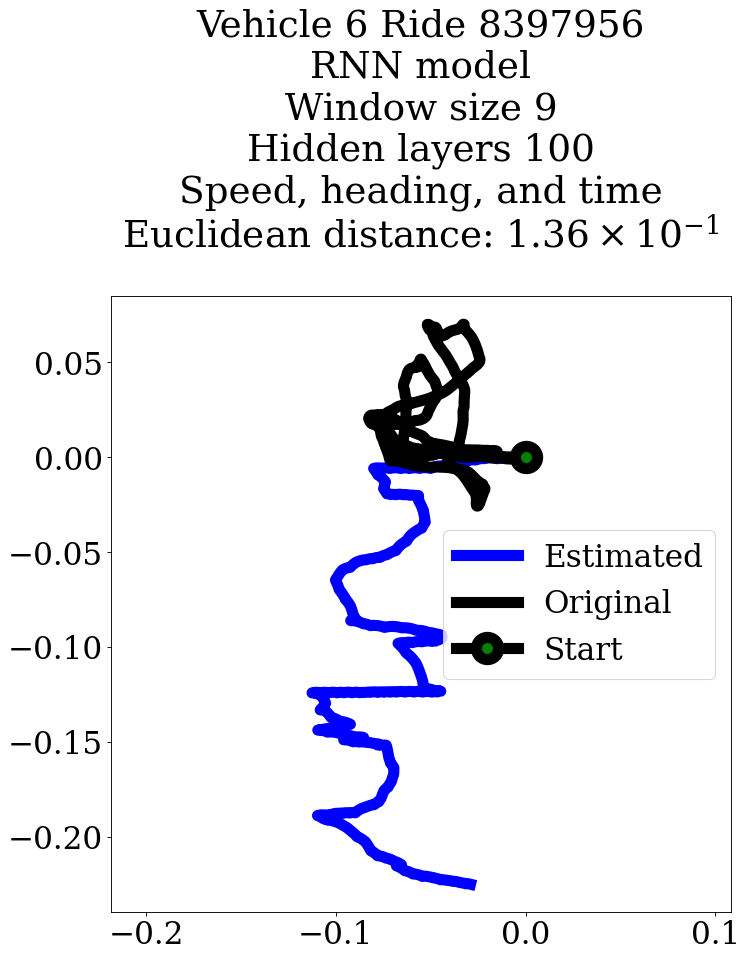 Vehicle 6 Ride 8397956
RNN model
Window size 9
Hidden layers 100
Speed, heading, and time
Euclidean distance: 1.36 × 10⁻¹
0.05
0.00
−0.05
−0.10
−0.15
−0.20
Estimated
Original
Start
−0.2
−0.1
0.0
0.1